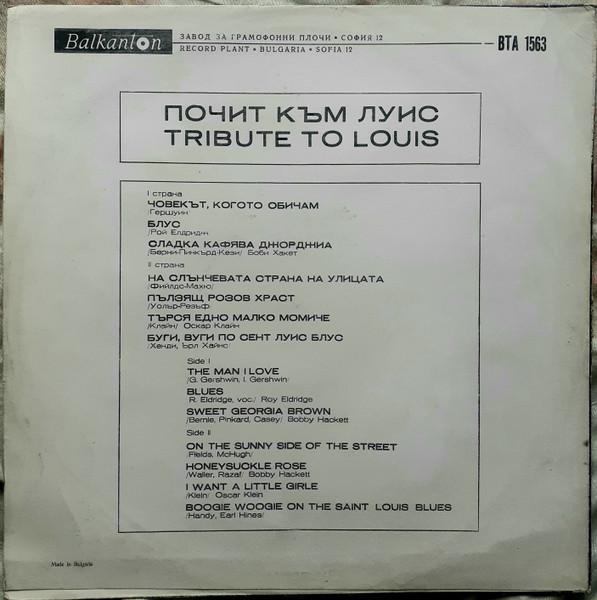 Balkanton
ЗАВОД ЗА ГРАМОФОННИ ПЛОЧИ • СОФИЯ 12
RECORD PLANT • BULGARIA • SOFIA 12
ВТА 1563
ПОЧИТ КЪМ ЛУИС
TRIBUTE TO LOUIS
I страна
ЧОВЕКЪТ, КОГОТО ОБИЧАМ
/Гершуин/
БЛУС
/Рой Елдридч/
СЛАДКА КАФЯВА ДЖОРДЖИА
/Берни-Пинкърд-Кези/ Боби Хакет
II страна
НА СЛЪНЧЕВАТА СТРАНА НА УЛИЦАТА
/Фийлдс-Махю/
ПЪЛЗЯЩ РОЗОВ ХРАСТ
/Уолър-Резъф/
ТЪРСЯ ЕДНО МАЛКО МОМИЧЕ
/Клайн/ Оскар Клайн
БУГИ, ВУГИ ПО СЕНТ ЛУИС БЛУС
/Хенди, Ърл Хайнс/
Side I
THE MAN I LOVE
/G. Gershwin, I. Gershwin/
BLUES
R. Eldridge, voc./ Roy Eldridge
SWEET GEORGIA BROWN
/Bernie, Pinkard, Casey/ Bobby Hackett
Side II
ON THE SUNNY SIDE OF THE STREET
/Fields, McHugh/
HONEYSUCKLE ROSE
/Waller, Razaf/ Bobby Hackett
I WANT A LITTLE GIRLE
/Klein/ Oscar Klein
BOOGIE WOOGIE ON THE SAINT LOUIS BLUES
/Handy, Earl Hines/
Made in Bulgaria